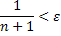 1/(n + 1) < ε